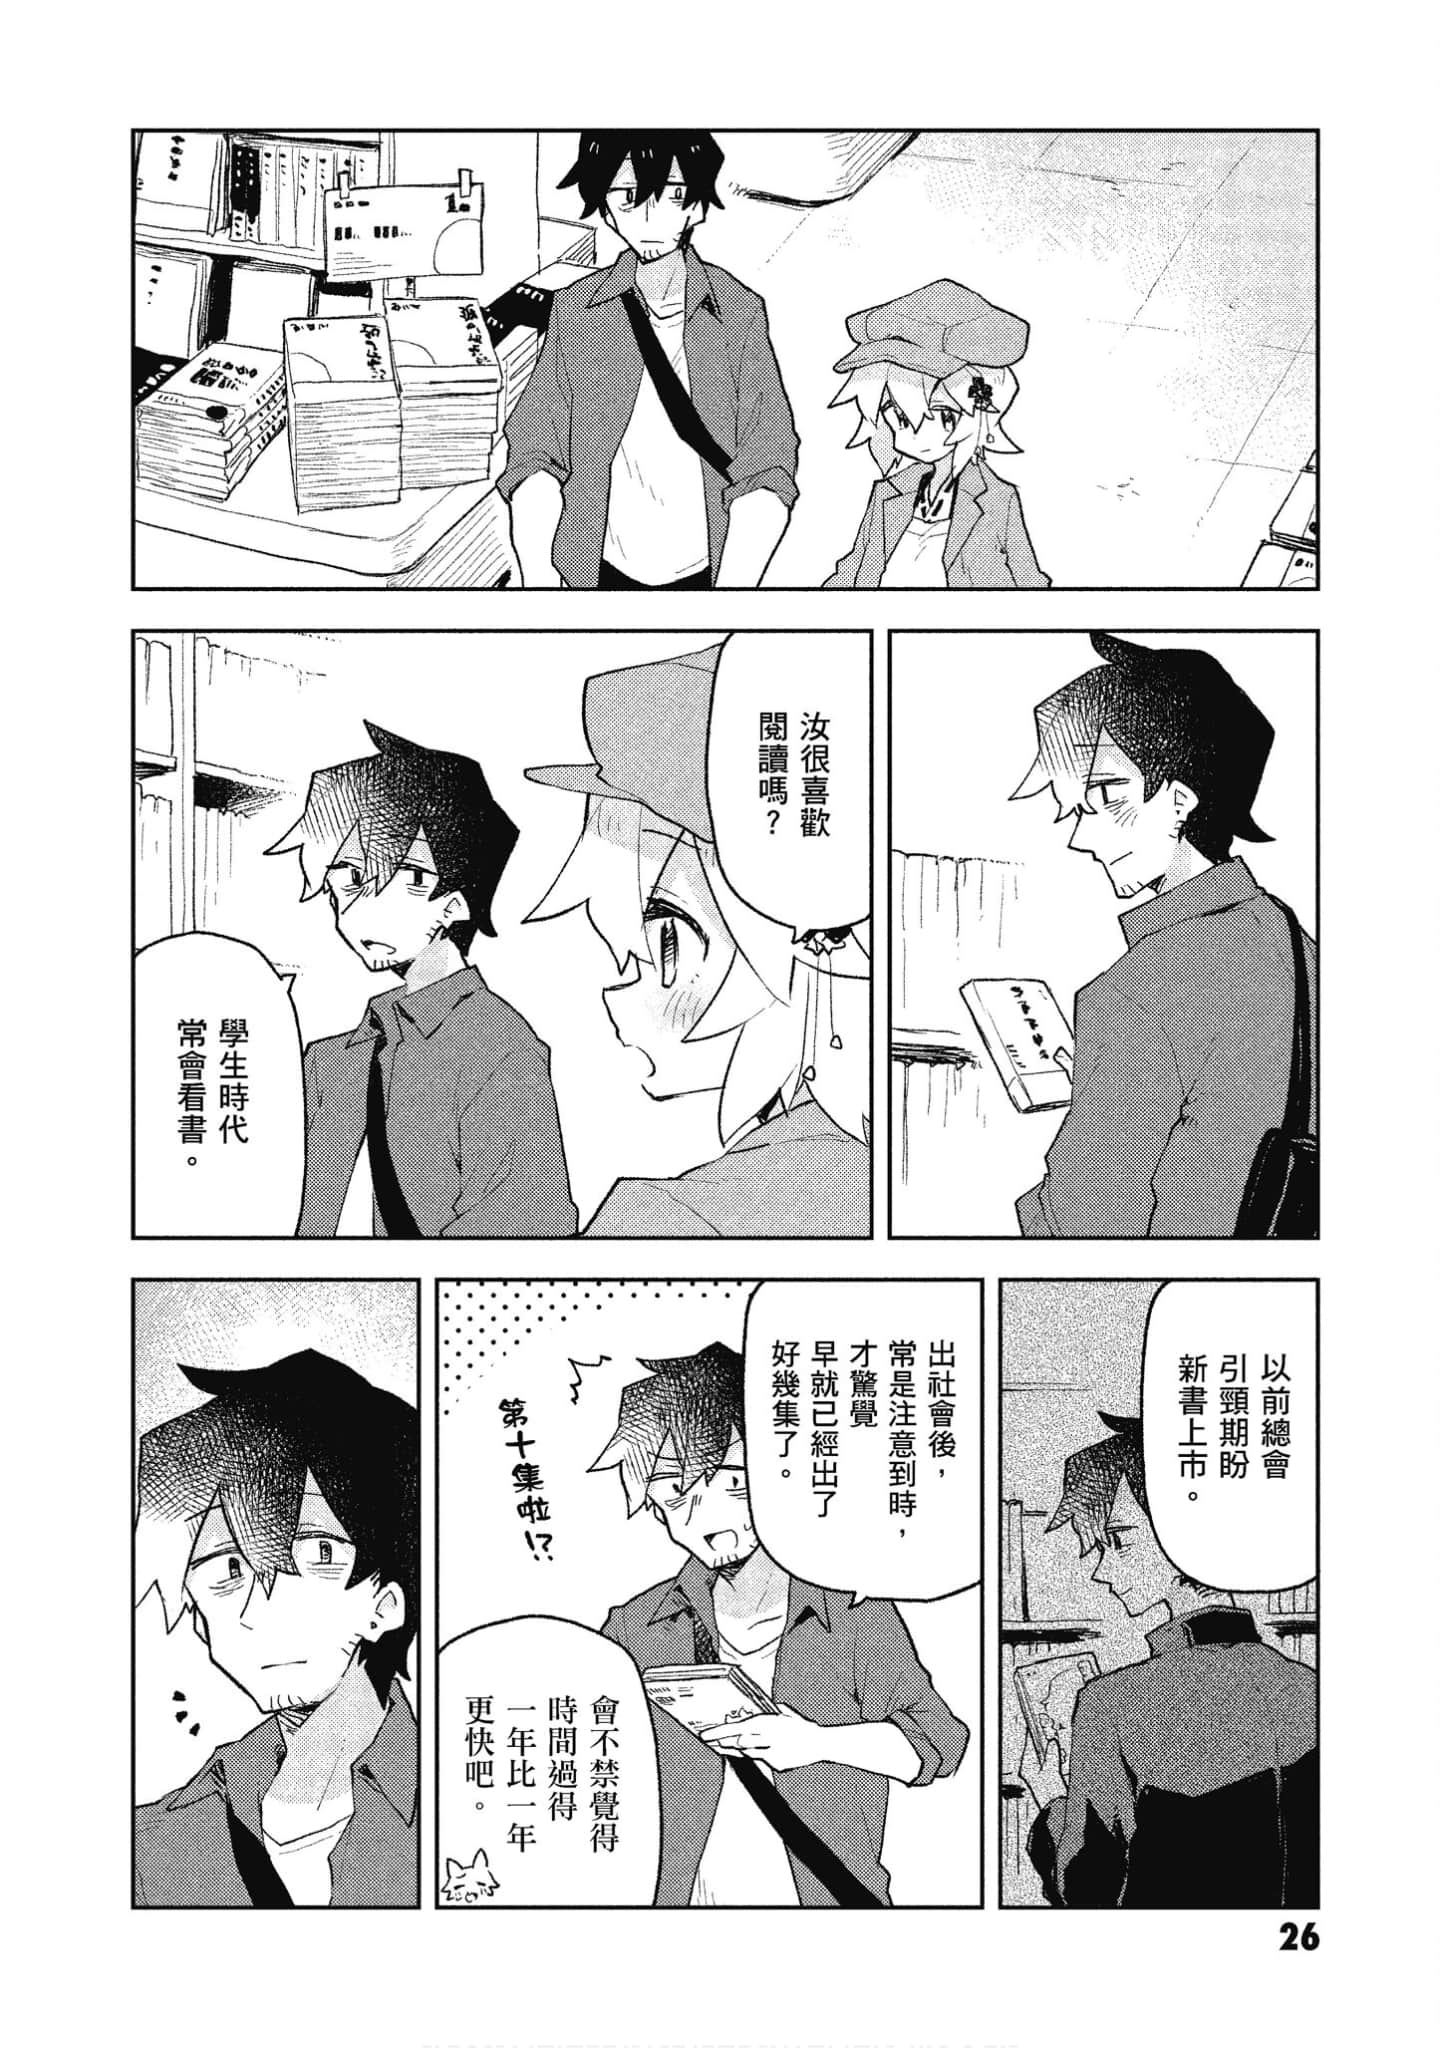 汝很喜歡
閱讀嗎?
學生時代
常會看書。
以前總會
引頸期盼
新書上市。
出社會後,
常是注意到時,
才驚覺
早就已經出了
好幾集了。
第十集啦!?
會不禁覺得
時間過得
一年比一年
更快吧。
26